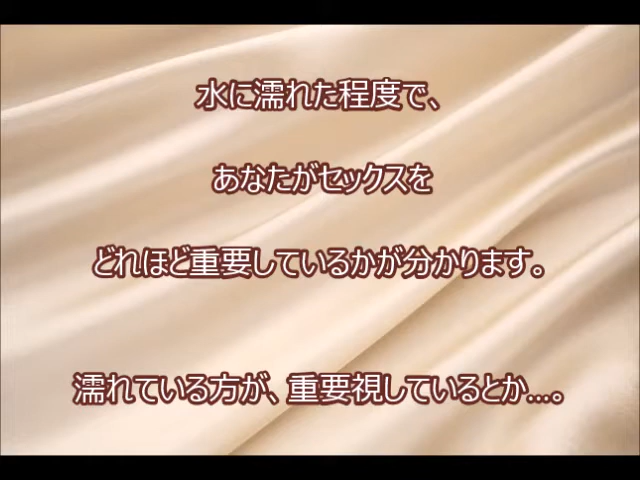 水に濡れた程度で、
あなたがセックスを
どれほど重要しているかが分かります。
濡れている方が、重要視しているとか…。